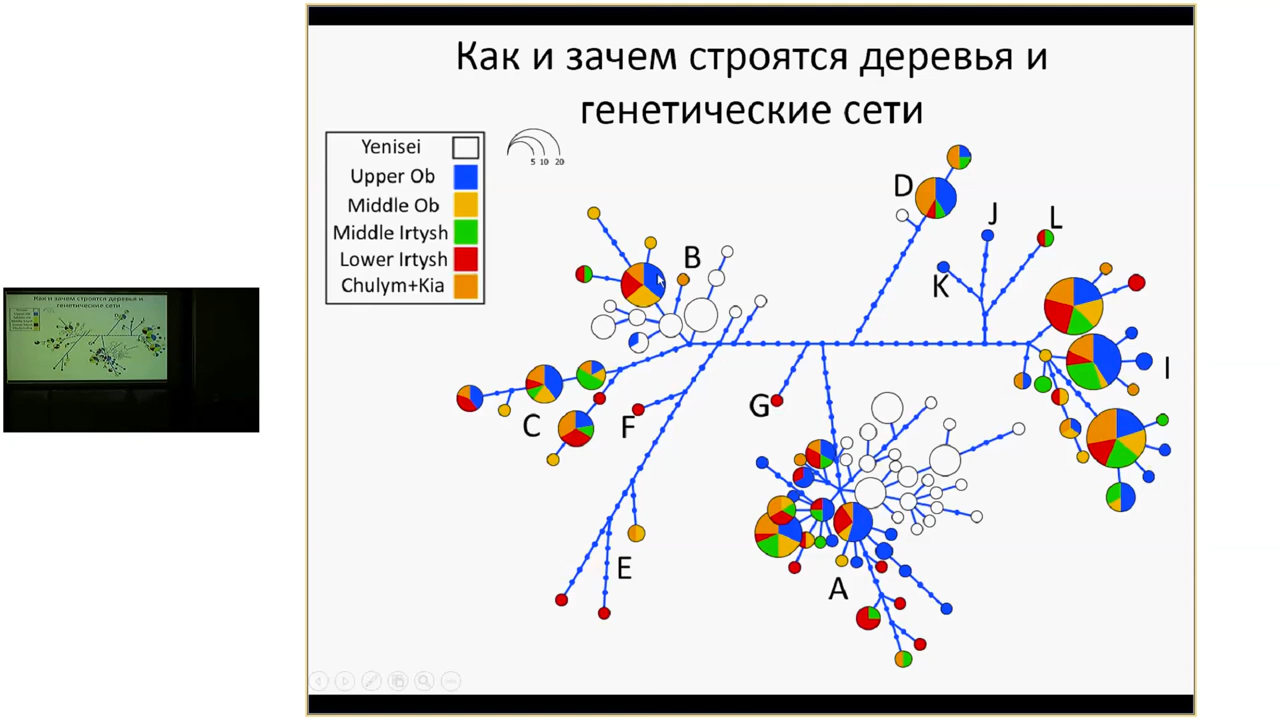 Как и зачем строятся деревья и
генетические сети
Yenisei
Upper Ob
Middle Ob
Middle Irtysh
Lower Irtysh
Chulym+Kia
5 10 20
D
J
L
B
K
I
G
C
F
E
A